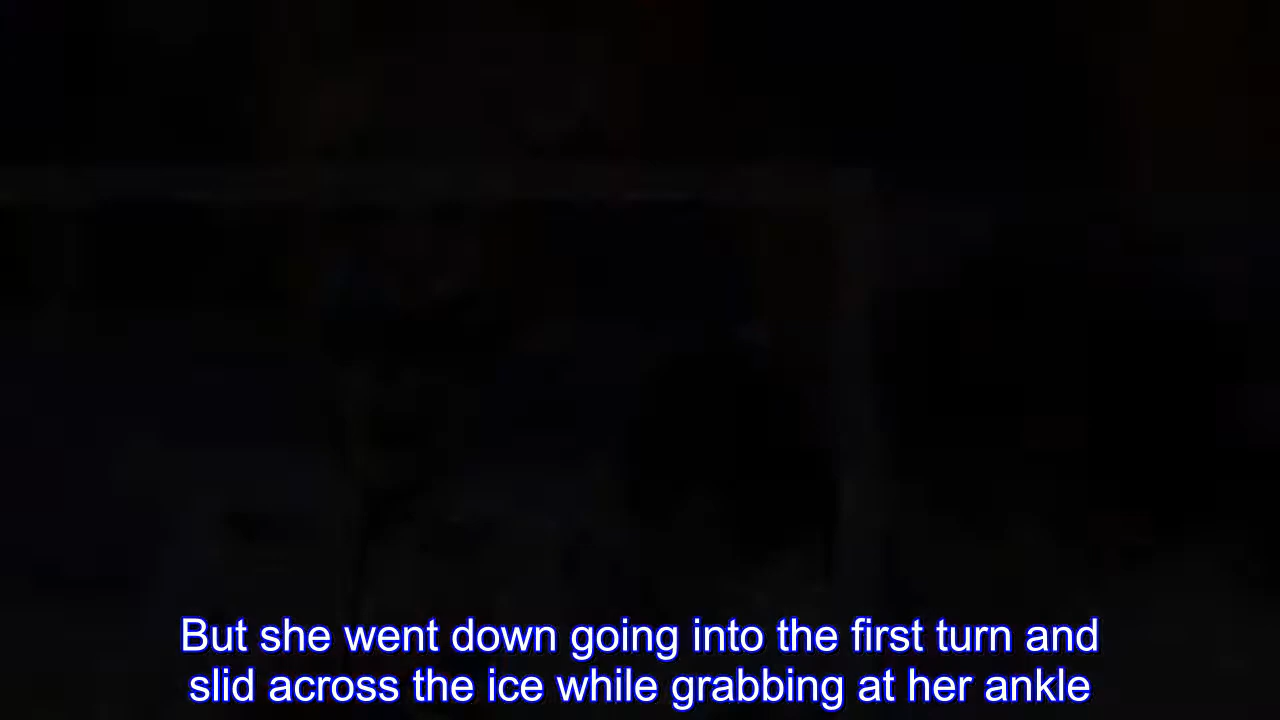 But she went down going into the first turn and
slid across the ice while grabbing at her ankle